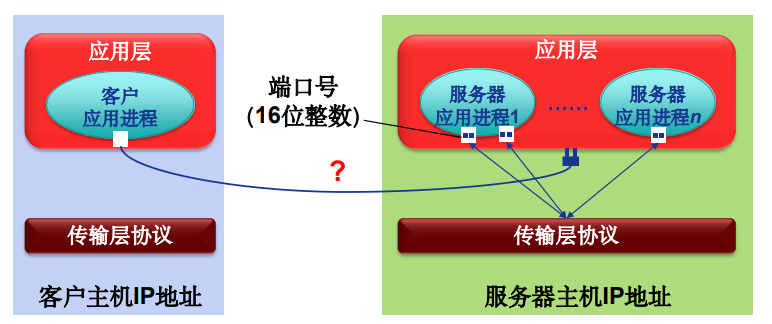 应用层
客户
应用进程
?
传输层协议
客户主机IP地址
端口号
(16位整数)
应用层
服务器
应用进程1
……
服务器
应用进程n
传输层协议
服务器主机IP地址